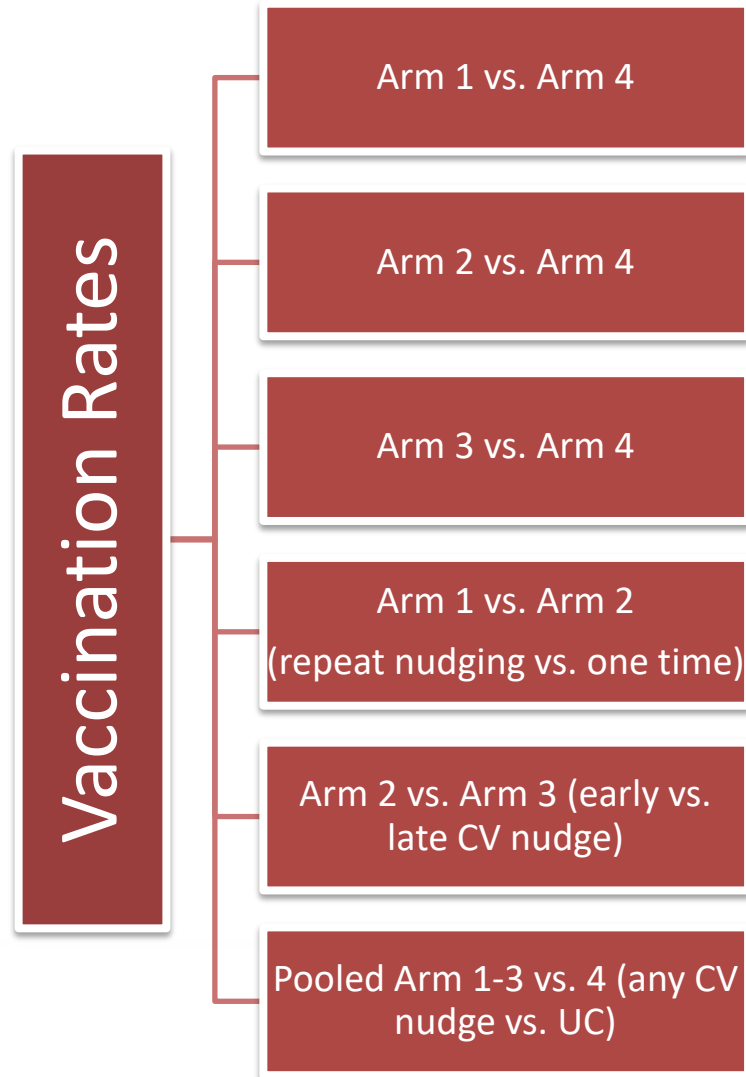 Vaccination Rates
Arm 1 vs. Arm 4
Arm 2 vs. Arm 4
Arm 3 vs. Arm 4
Arm 1 vs. Arm 2
(repeat nudging vs. one time)
Arm 2 vs. Arm 3 (early vs.
late CV nudge)
Pooled Arm 1-3 vs. 4 (any CV
nudge vs. UC)